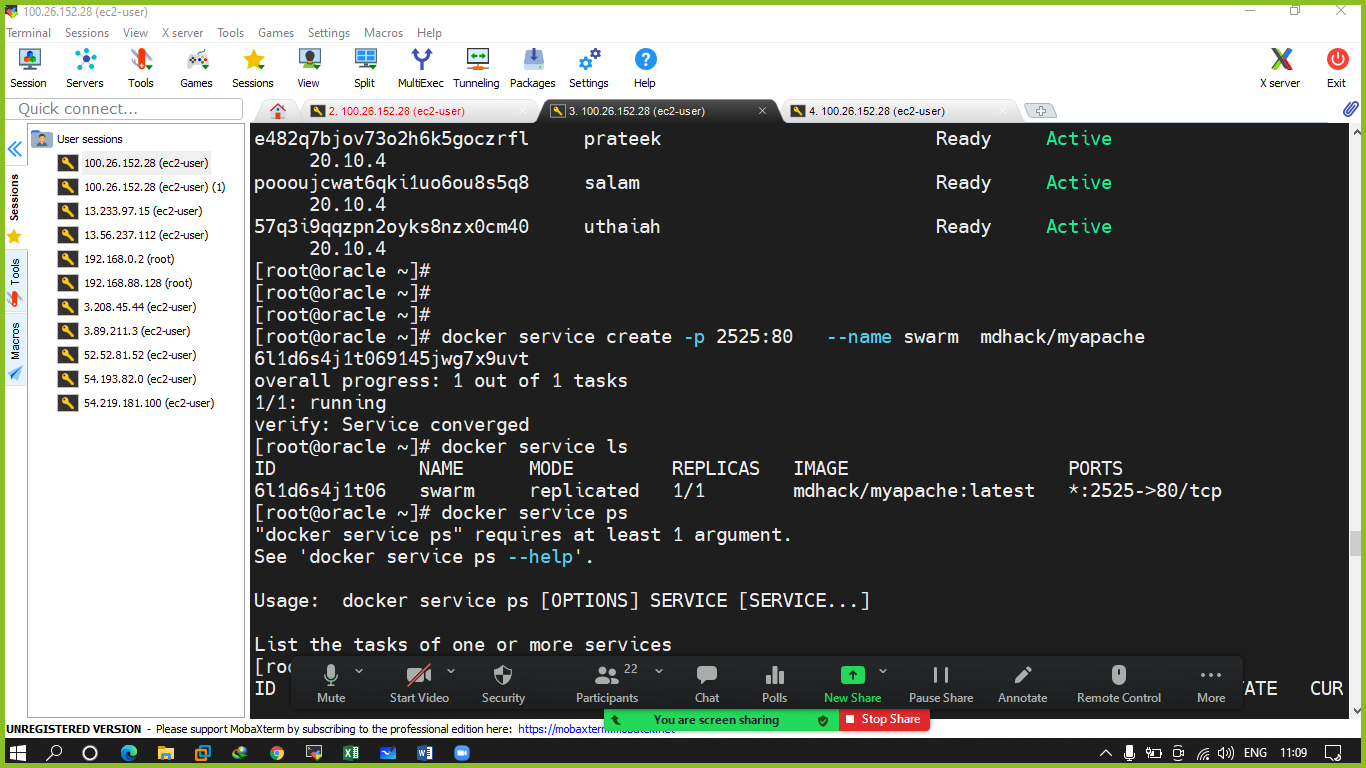 100.26.152.28 (ec2-user)
Terminal Sessions View X server Tools Games Settings Macros Help
Session Servers Tools Games Sessions View Split MultiExec Tunneling Packages Settings Help X server Exit
Quick connect...
2. 100.26.152.28 (ec2-user)
3. 100.26.152.28 (ec2-user)
4. 100.26.152.28 (ec2-user)
Sessions
Tools
Macros
User sessions
100.26.152.28 (ec2-user)
100.26.152.28 (ec2-user) (1)
13.233.97.15 (ec2-user)
13.56.237.112 (ec2-user)
192.168.0.2 (root)
192.168.88.128 (root)
3.208.45.44 (ec2-user)
3.89.211.3 (ec2-user)
52.52.81.52 (ec2-user)
54.193.82.0 (ec2-user)
54.219.181.100 (ec2-user)
e482q7bjov73o2h6k5goczrfl prateek Ready Active
20.10.4
poooujcwat6qki1uo6ou8s5q8 salam Ready Active
20.10.4
57q3i9qqzpn2oyks8nzx0cm40 uthaiah Ready Active
20.10.4
[root@oracle ~]#
[root@oracle ~]#
[root@oracle ~]#
[root@oracle ~]# docker service create -p 2525:80 --name swarm mdhack/myapache
6l1d6s4j1t069145jwg7x9uvt
overall progress: 1 out of 1 tasks
1/1: running
verify: Service converged
[root@oracle ~]# docker service ls
ID NAME MODE REPLICAS IMAGE PORTS
6l1d6s4j1t06 swarm replicated 1/1 mdhack/myapache:latest *:2525->80/tcp
[root@oracle ~]# docker service ps
"docker service ps" requires at least 1 argument.
See 'docker service ps --help'.
Usage: docker service ps [OPTIONS] SERVICE [SERVICE...]
List the tasks of one or more services
[roo
ID TATE CUR
22
Mute Start Video Security Participants Chat Polls New Share Pause Share Annotate Remote Control More
You are screen sharing Stop Share
UNREGISTERED VERSION - Please support MobaXterm by subscribing to the professional edition here: https://mobaxterm.mobatek.net
ENG 11:09